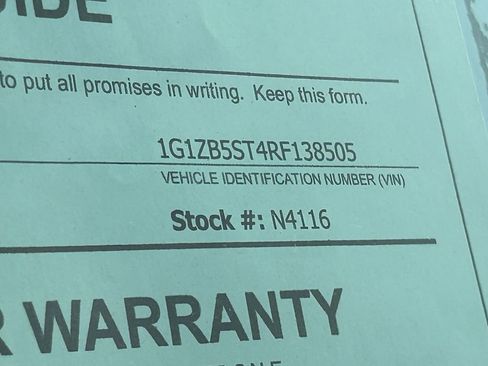 IDE
to put all promises in writing. Keep this form.
1G1ZB5ST4RF138505
VEHICLE IDENTIFICATION NUMBER (VIN)
Stock #: N4116
R WARRANTY